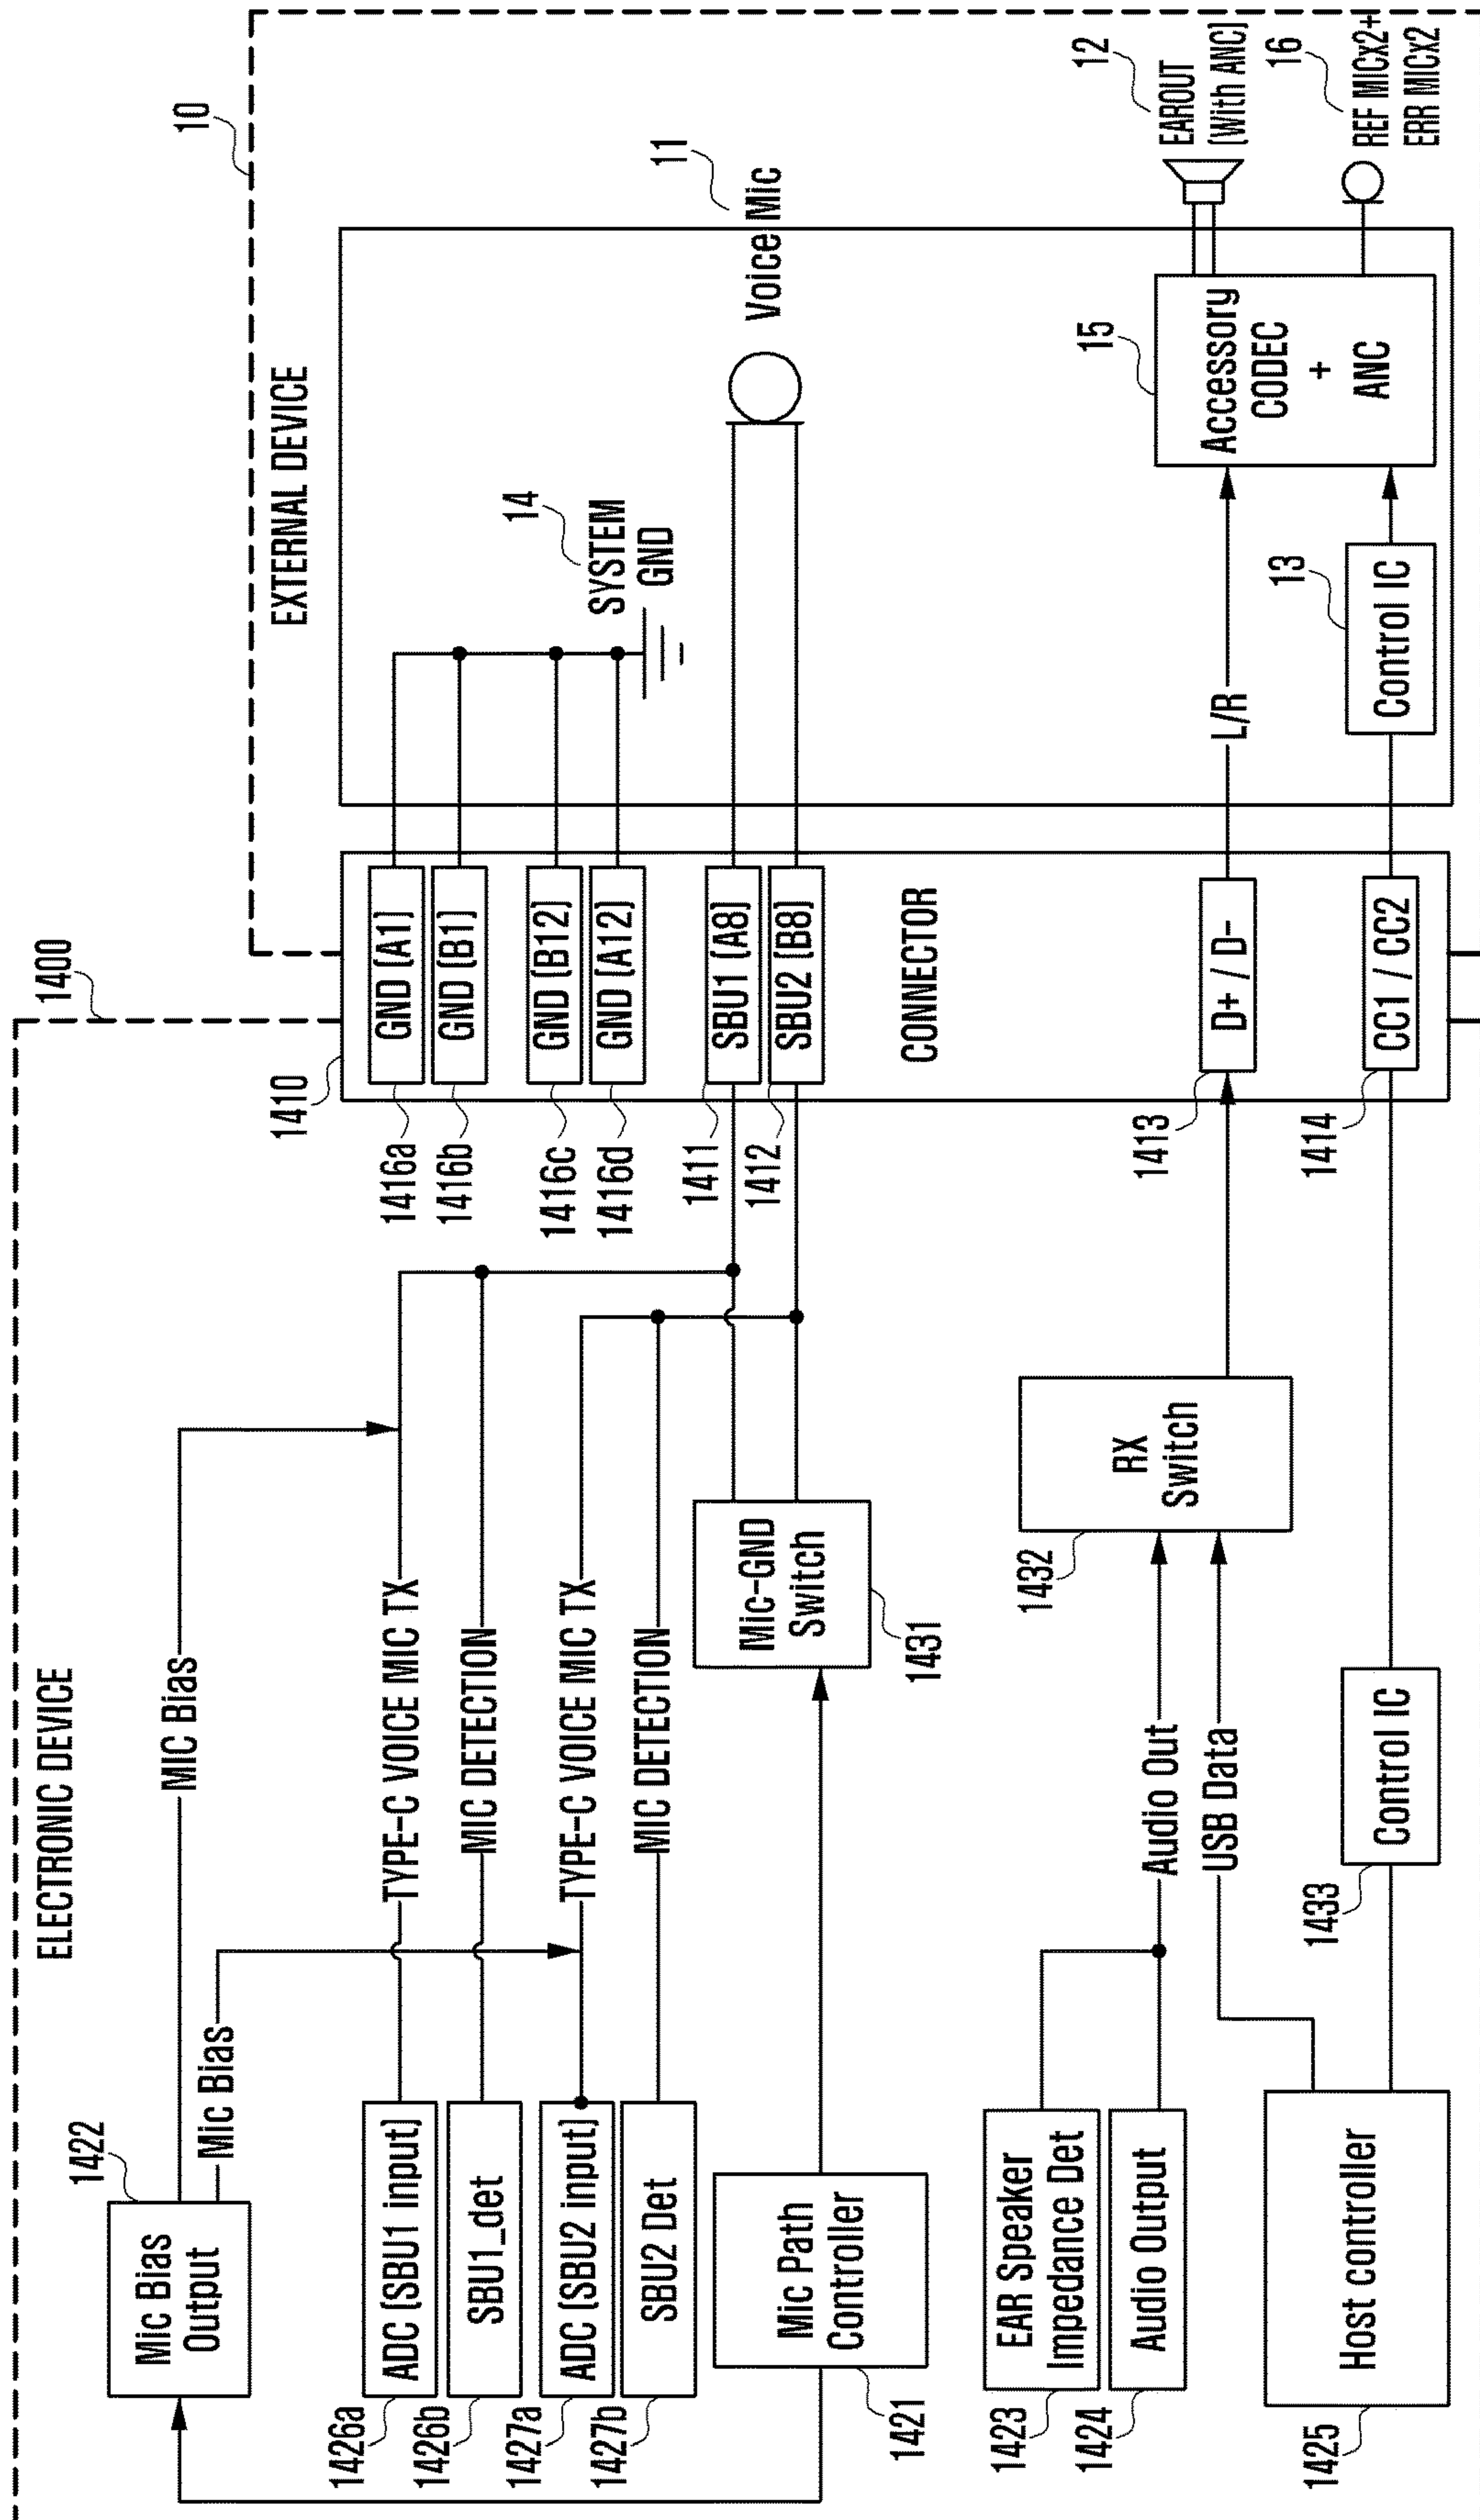 ELECTRONIC DEVICE
1400
1422
Mic Bias
Output
MIC Bias
Mic Bias
1426a
ADC (SBU1 input)
TYPE-C VOICE MIC TX
1426b
SBU1_det
MIC DETECTION
1427a
ADC (SBU2 input)
TYPE-C VOICE MIC TX
1427b
SBU2 Det
MIC DETECTION
1421
Mic Path
Controller
Mic-GND
Switch
1431
1423
EAR Speaker
Impedance Det
1424
Audio Output
Audio Out
USB Data
1432
RX
Switch
1425
Host controller
1433
Control IC
1410
1416a
GND (A1)
1416b
GND (B1)
1416c
GND (B12)
1416d
GND (A12)
1411
SBU1 (A8)
1412
SBU2 (B8)
CONNECTOR
1413
D+ / D-
1414
CC1 / CC2
10
EXTERNAL DEVICE
14
SYSTEM
GND
11
Voice Mic
L/R
13
Control IC
15
Accessory
CODEC
+
ANC
12
EAROUT
(With ANC)
16
REF MICx2+
ERR MICx2